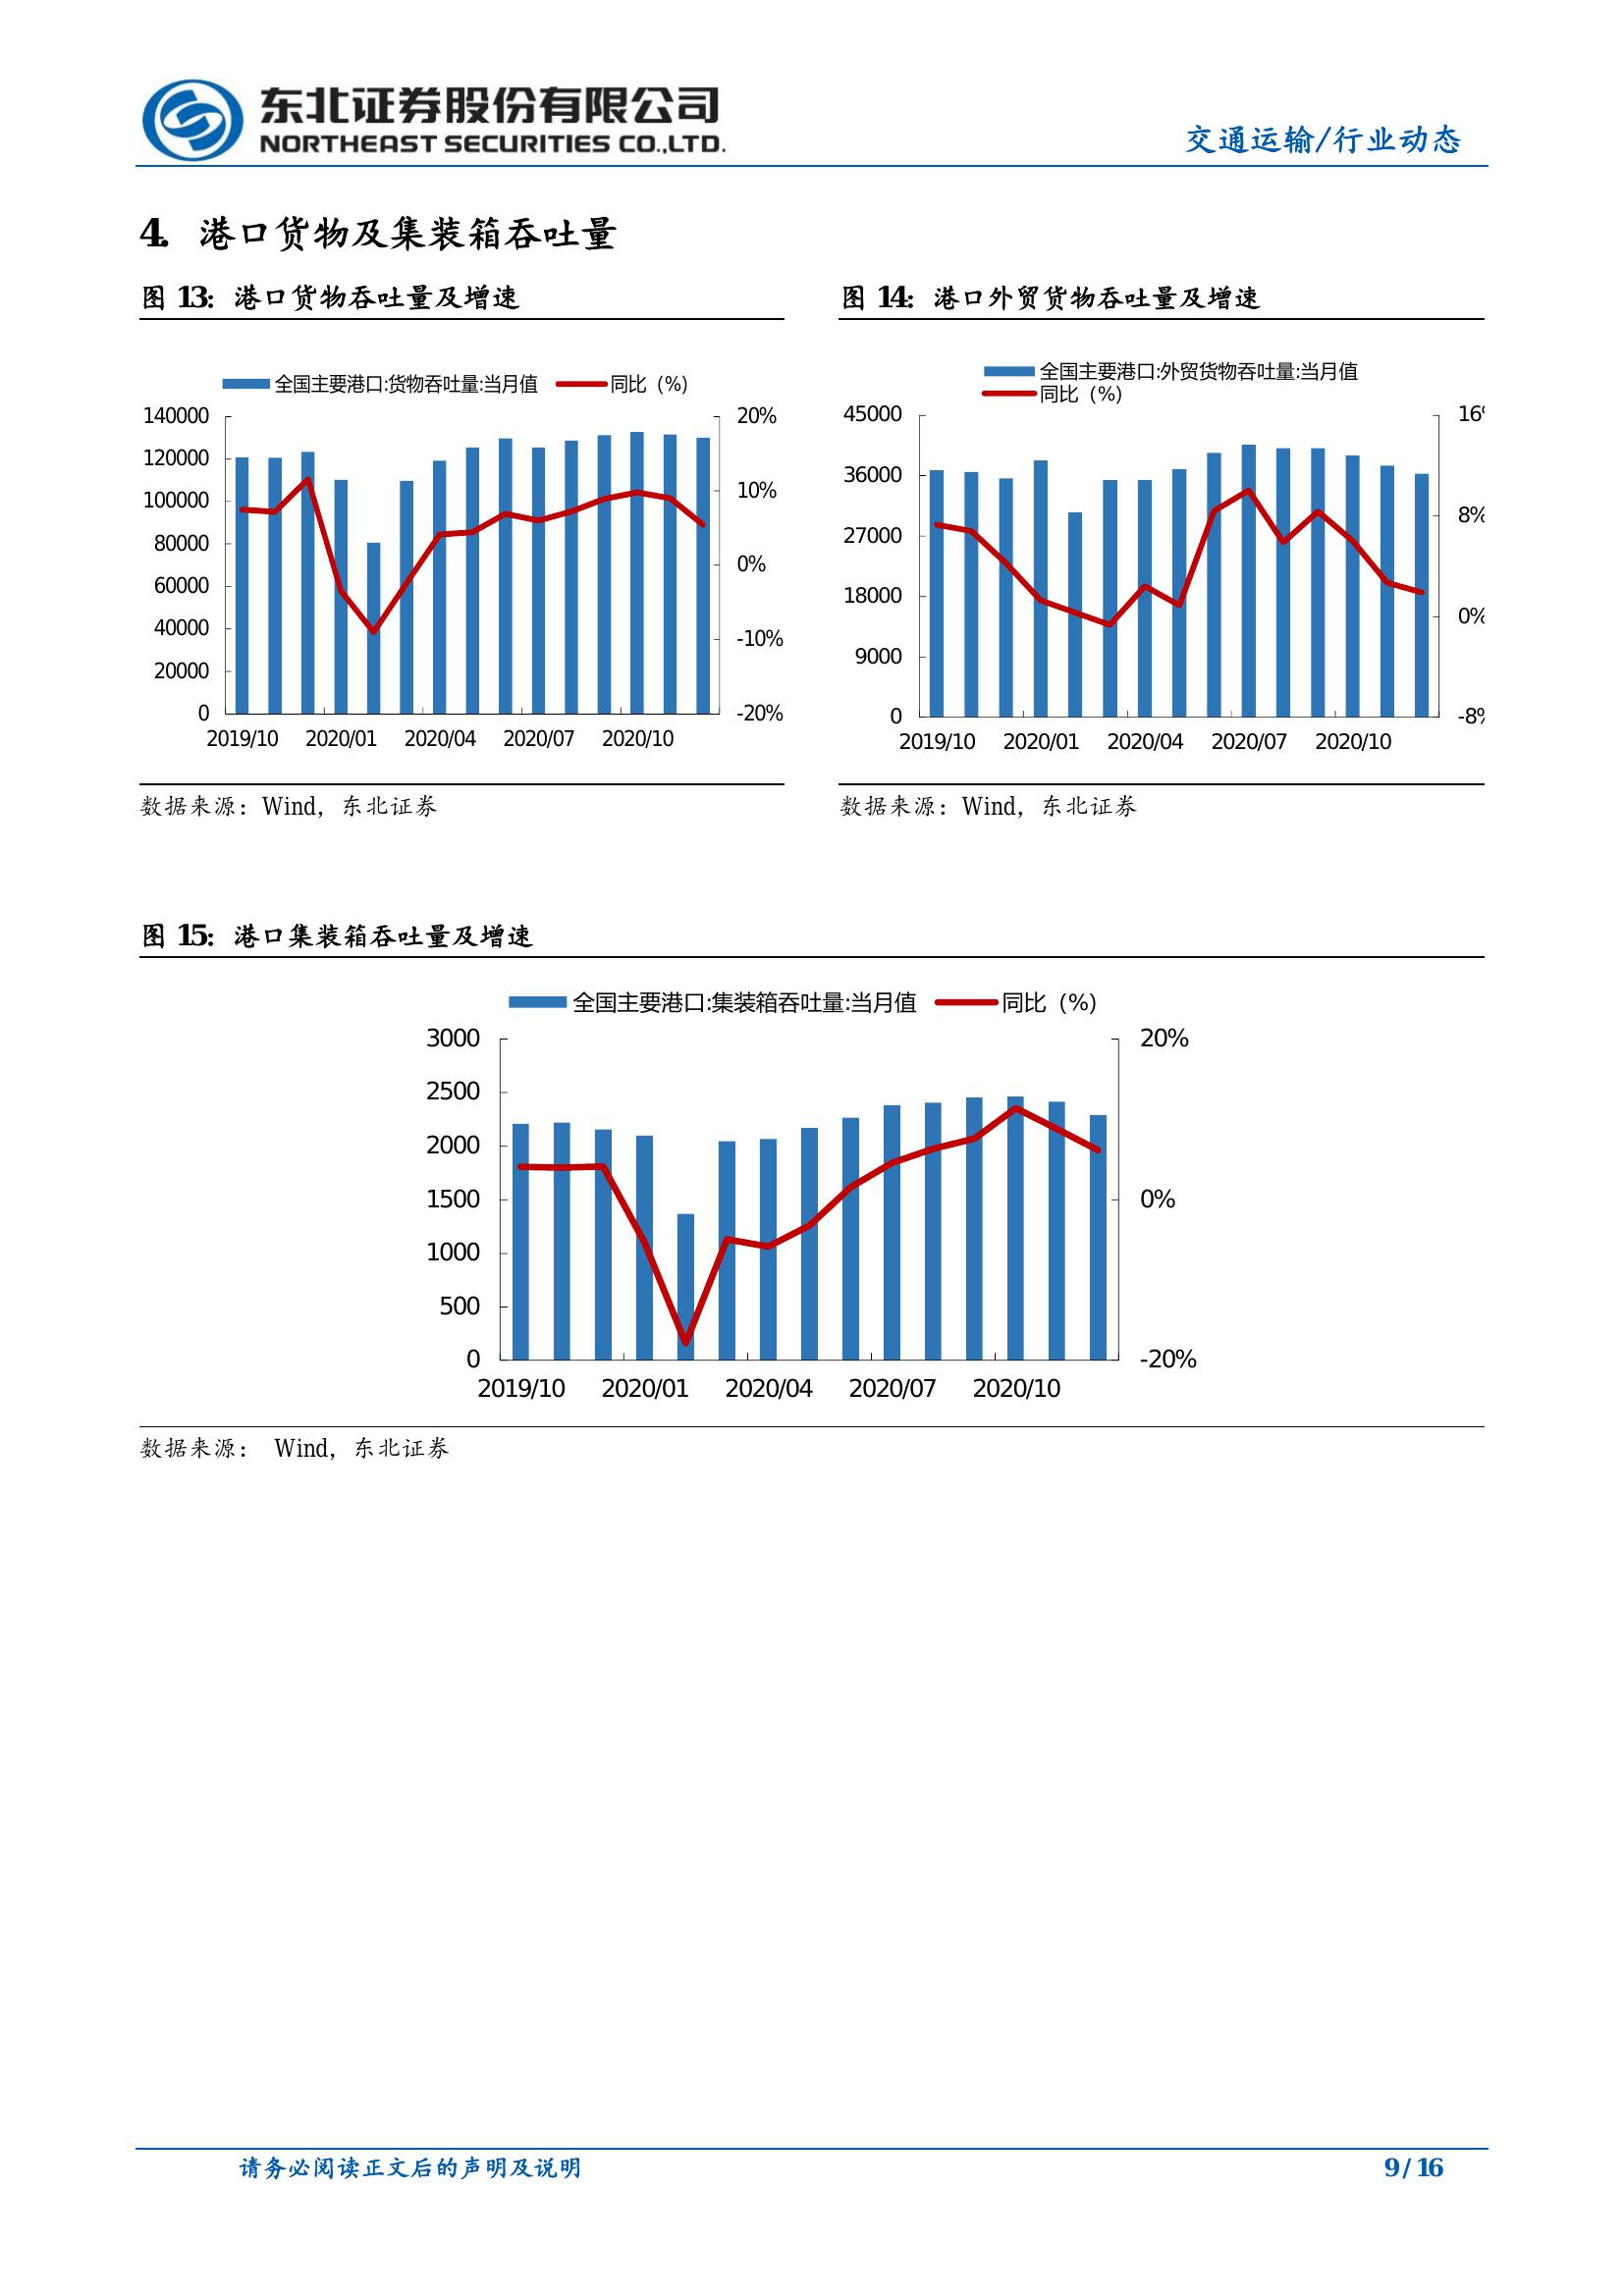 东北证券股份有限公司
NORTHEAST SECURITIES CO.,LTD.
交通运输/行业动态
4. 港口货物及集装箱吞吐量
图 13：港口货物吞吐量及增速
全国主要港口:货物吞吐量:当月值 同比（%）
140000
120000
100000
80000
60000
40000
20000
0
20%
10%
0%
-10%
-20%
2019/10 2020/01 2020/04 2020/07 2020/10
数据来源：Wind，东北证券
图 14：港口外贸货物吞吐量及增速
全国主要港口:外贸货物吞吐量:当月值
同比（%）
45000
36000
27000
18000
9000
0
16%
8%
0%
-8%
2019/10 2020/01 2020/04 2020/07 2020/10
数据来源：Wind，东北证券
图 15：港口集装箱吞吐量及增速
全国主要港口:集装箱吞吐量:当月值 同比（%）
3000
2500
2000
1500
1000
500
0
20%
0%
-20%
2019/10 2020/01 2020/04 2020/07 2020/10
数据来源： Wind，东北证券
请务必阅读正文后的声明及说明
9 / 16